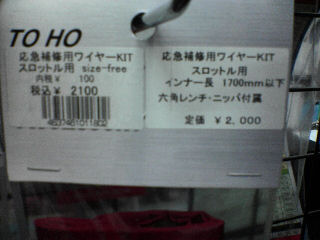 TO HO
応急補修用ワイヤーKIT
スロットル用 size-free
内税¥ 100
税込¥ 2100
応急補修用ワイヤーKIT
スロットル用
インナー長 1700mm以下
六角レンチ・ニッパ付属
定価 ¥2,000